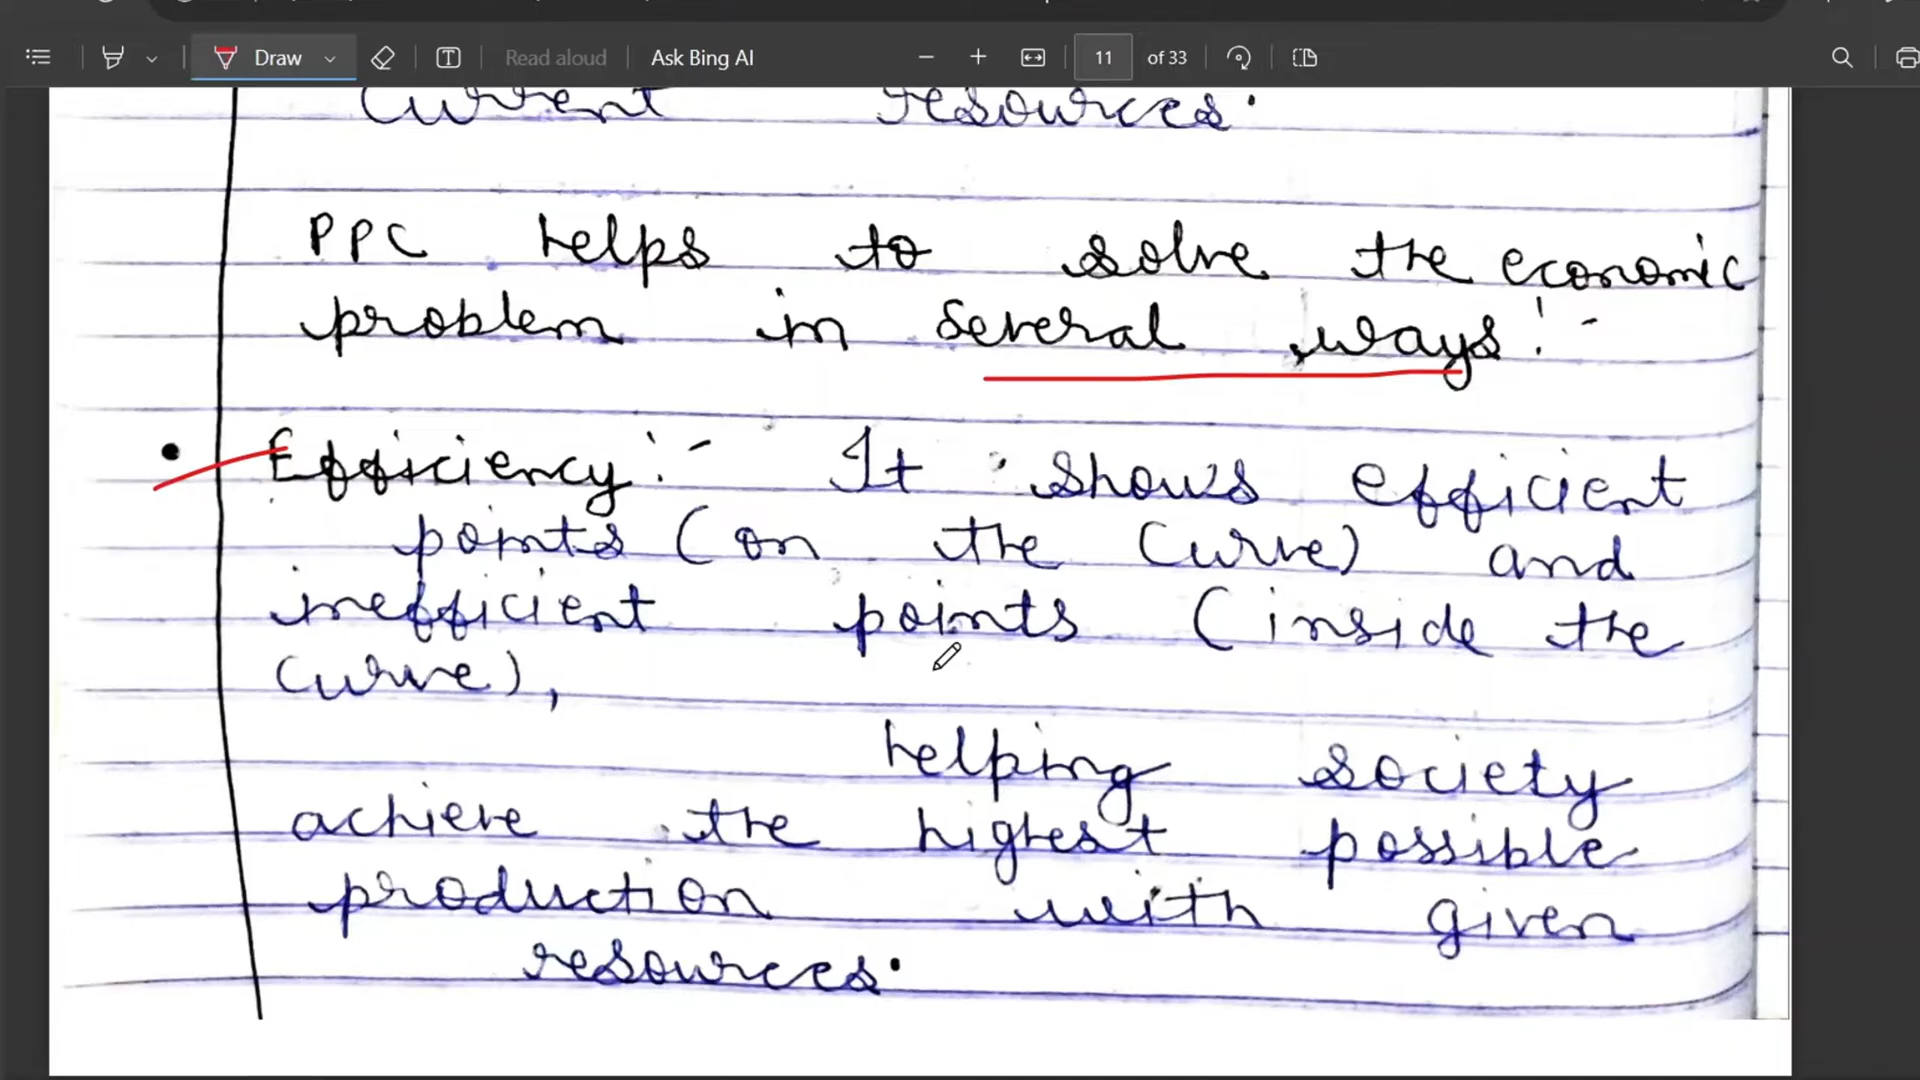 Draw
Read aloud
Ask Bing AI
11 of 33
Current resources.
PPC helps to solve the economic
problem in several ways:-
• Efficiency:- It shows efficient
points (on the curve) and
inefficient points (inside the
curve),
helping society
achieve the highest possible
production with given
resources.